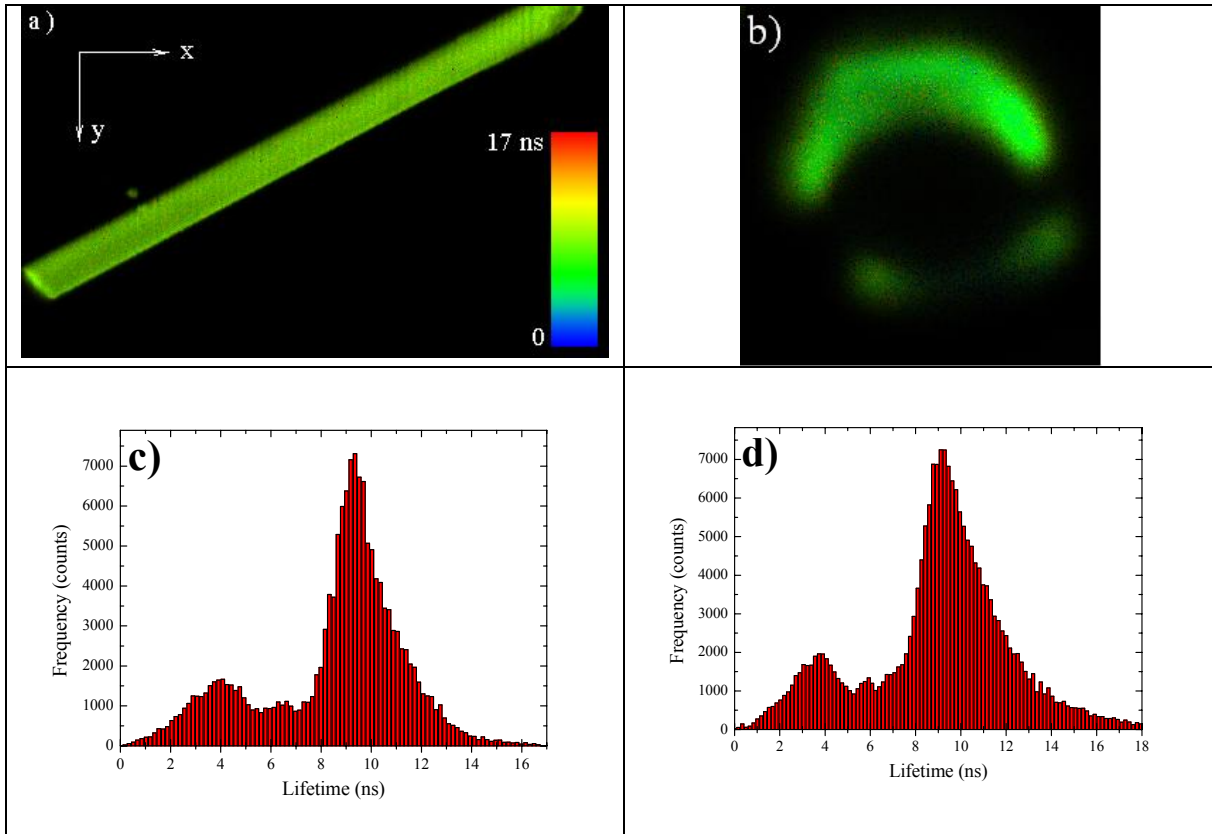 a )
x
y
17 ns
0
b)
c)
7000
6000
5000
4000
3000
2000
1000
0
Frequency (counts)
0 2 4 6 8 10 12 14 16
Lifetime (ns)
d)
7000
6000
5000
4000
3000
2000
1000
0
Frequency (counts)
0 2 4 6 8 10 12 14 16 18
Lifetime (ns)